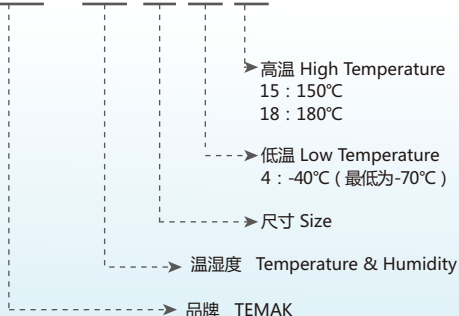 高温 High Temperature
15：150℃
18：180℃
低温 Low Temperature
4：-40℃ ( 最低为-70℃ )
尺寸 Size
温湿度 Temperature & Humidity
品牌 TEMAK